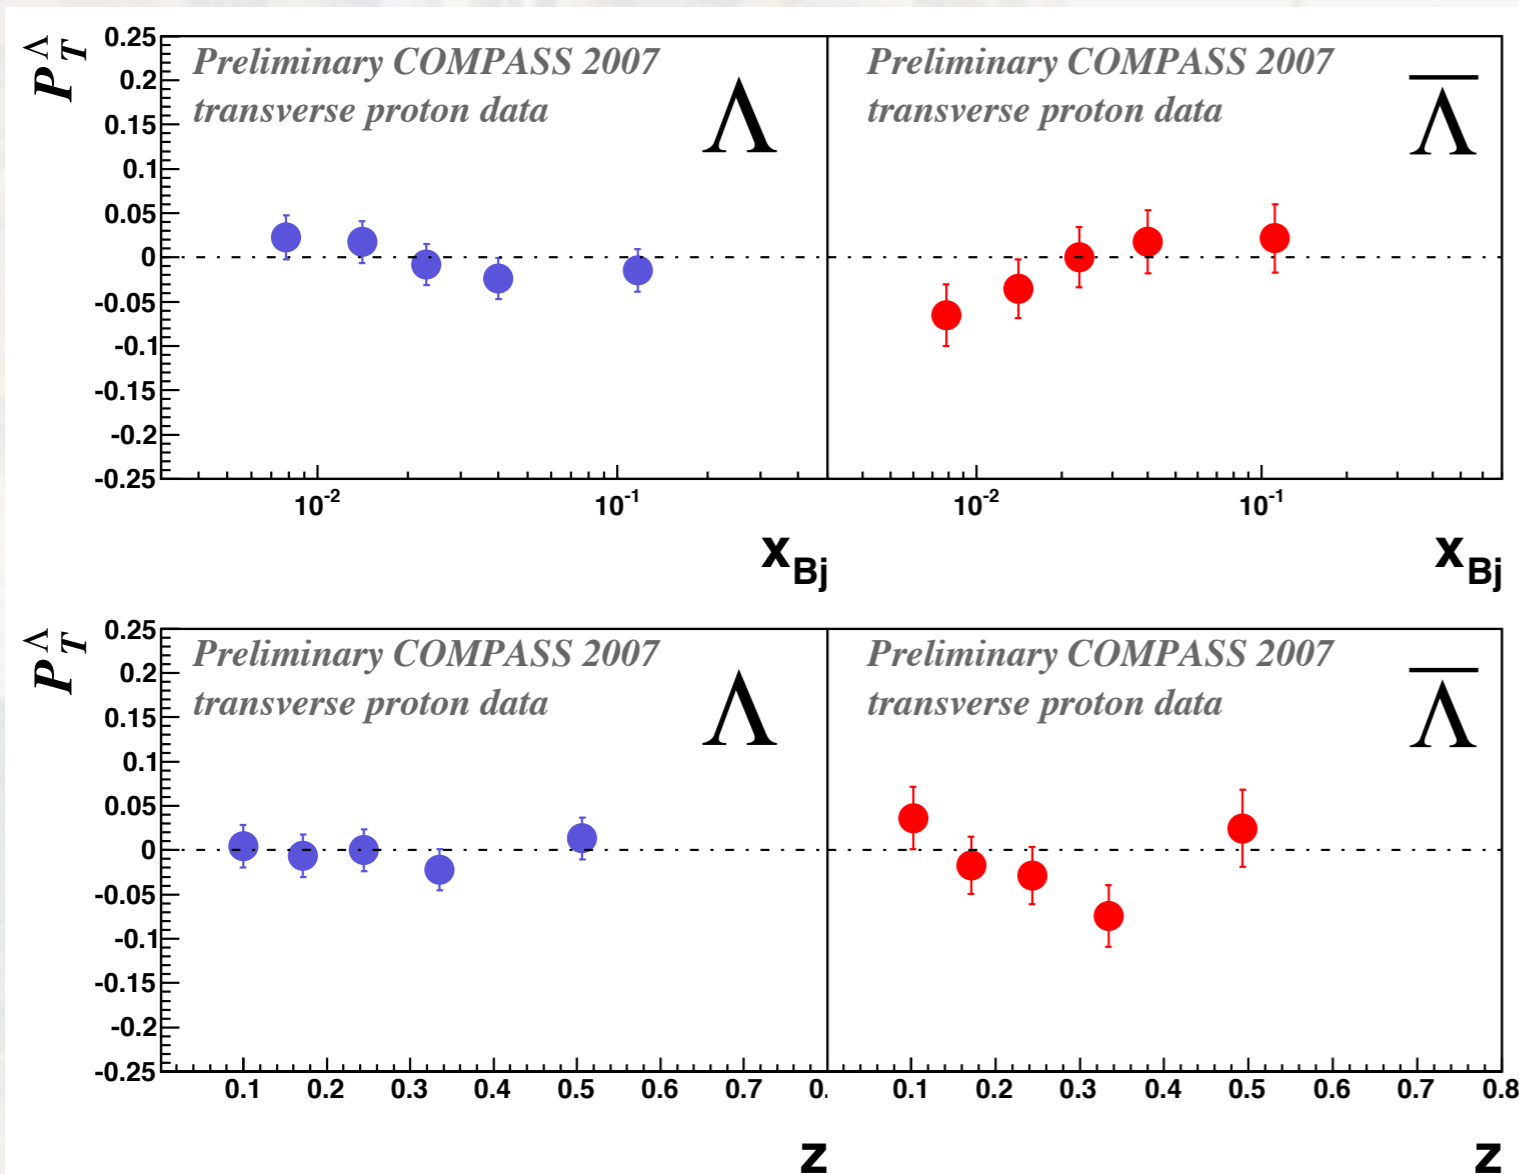 P_T^Λ
0.25
0.2
0.15
0.1
0.05
0
-0.05
-0.1
-0.15
-0.2
-0.25
Preliminary COMPASS 2007
transverse proton data
Λ
10⁻² 10⁻¹
x_Bj
Preliminary COMPASS 2007
transverse proton data
Λ̅
10⁻² 10⁻¹
x_Bj
P_T^Λ
0.25
0.2
0.15
0.1
0.05
0
-0.05
-0.1
-0.15
-0.2
-0.25
Preliminary COMPASS 2007
transverse proton data
Λ
0.1 0.2 0.3 0.4 0.5 0.6 0.7 0.
z
Preliminary COMPASS 2007
transverse proton data
Λ̅
0.1 0.2 0.3 0.4 0.5 0.6 0.7 0.8
z